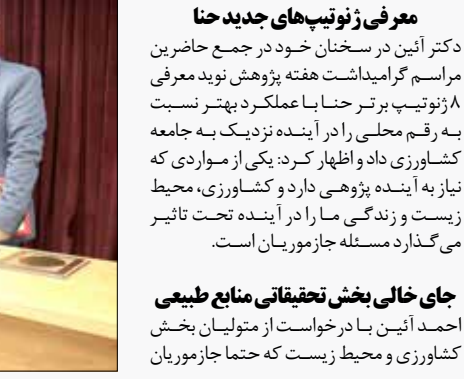 معرفی ژنوتیپ‌های جدید حنا
دکتر آئین در سخنان خود در جمع حاضرین
مراسم گرامیداشت هفته پژوهش نوید معرفی
۸ ژنوتیپ برتر حنا با عملکرد بهتر نسبت
به رقم محلی را در آینده نزدیک به جامعه
کشاورزی داد و اظهار کرد: یکی از مواردی که
نیاز به آینده پژوهی دارد و کشاورزی، محیط
زیست و زندگی ما را در آینده تحت تاثیر
می‌گذارد مسئله جازموریان است.
جای خالی بخش تحقیقاتی منابع طبیعی
احمد آئین با درخواست از متولیان بخش
کشاورزی و محیط زیست که حتما جازموریان